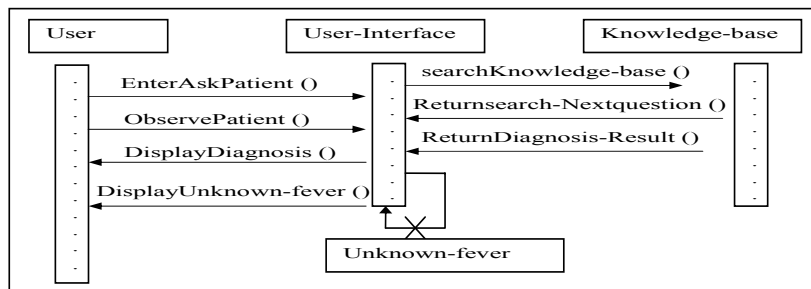 User
User-Interface
Knowledge-base
EnterAskPatient ()
searchKnowledge-base ()
Returnsearch-Nextquestion ()
ObservePatient ()
ReturnDiagnosis-Result ()
DisplayDiagnosis ()
DisplayUnknown-fever ()
Unknown-fever